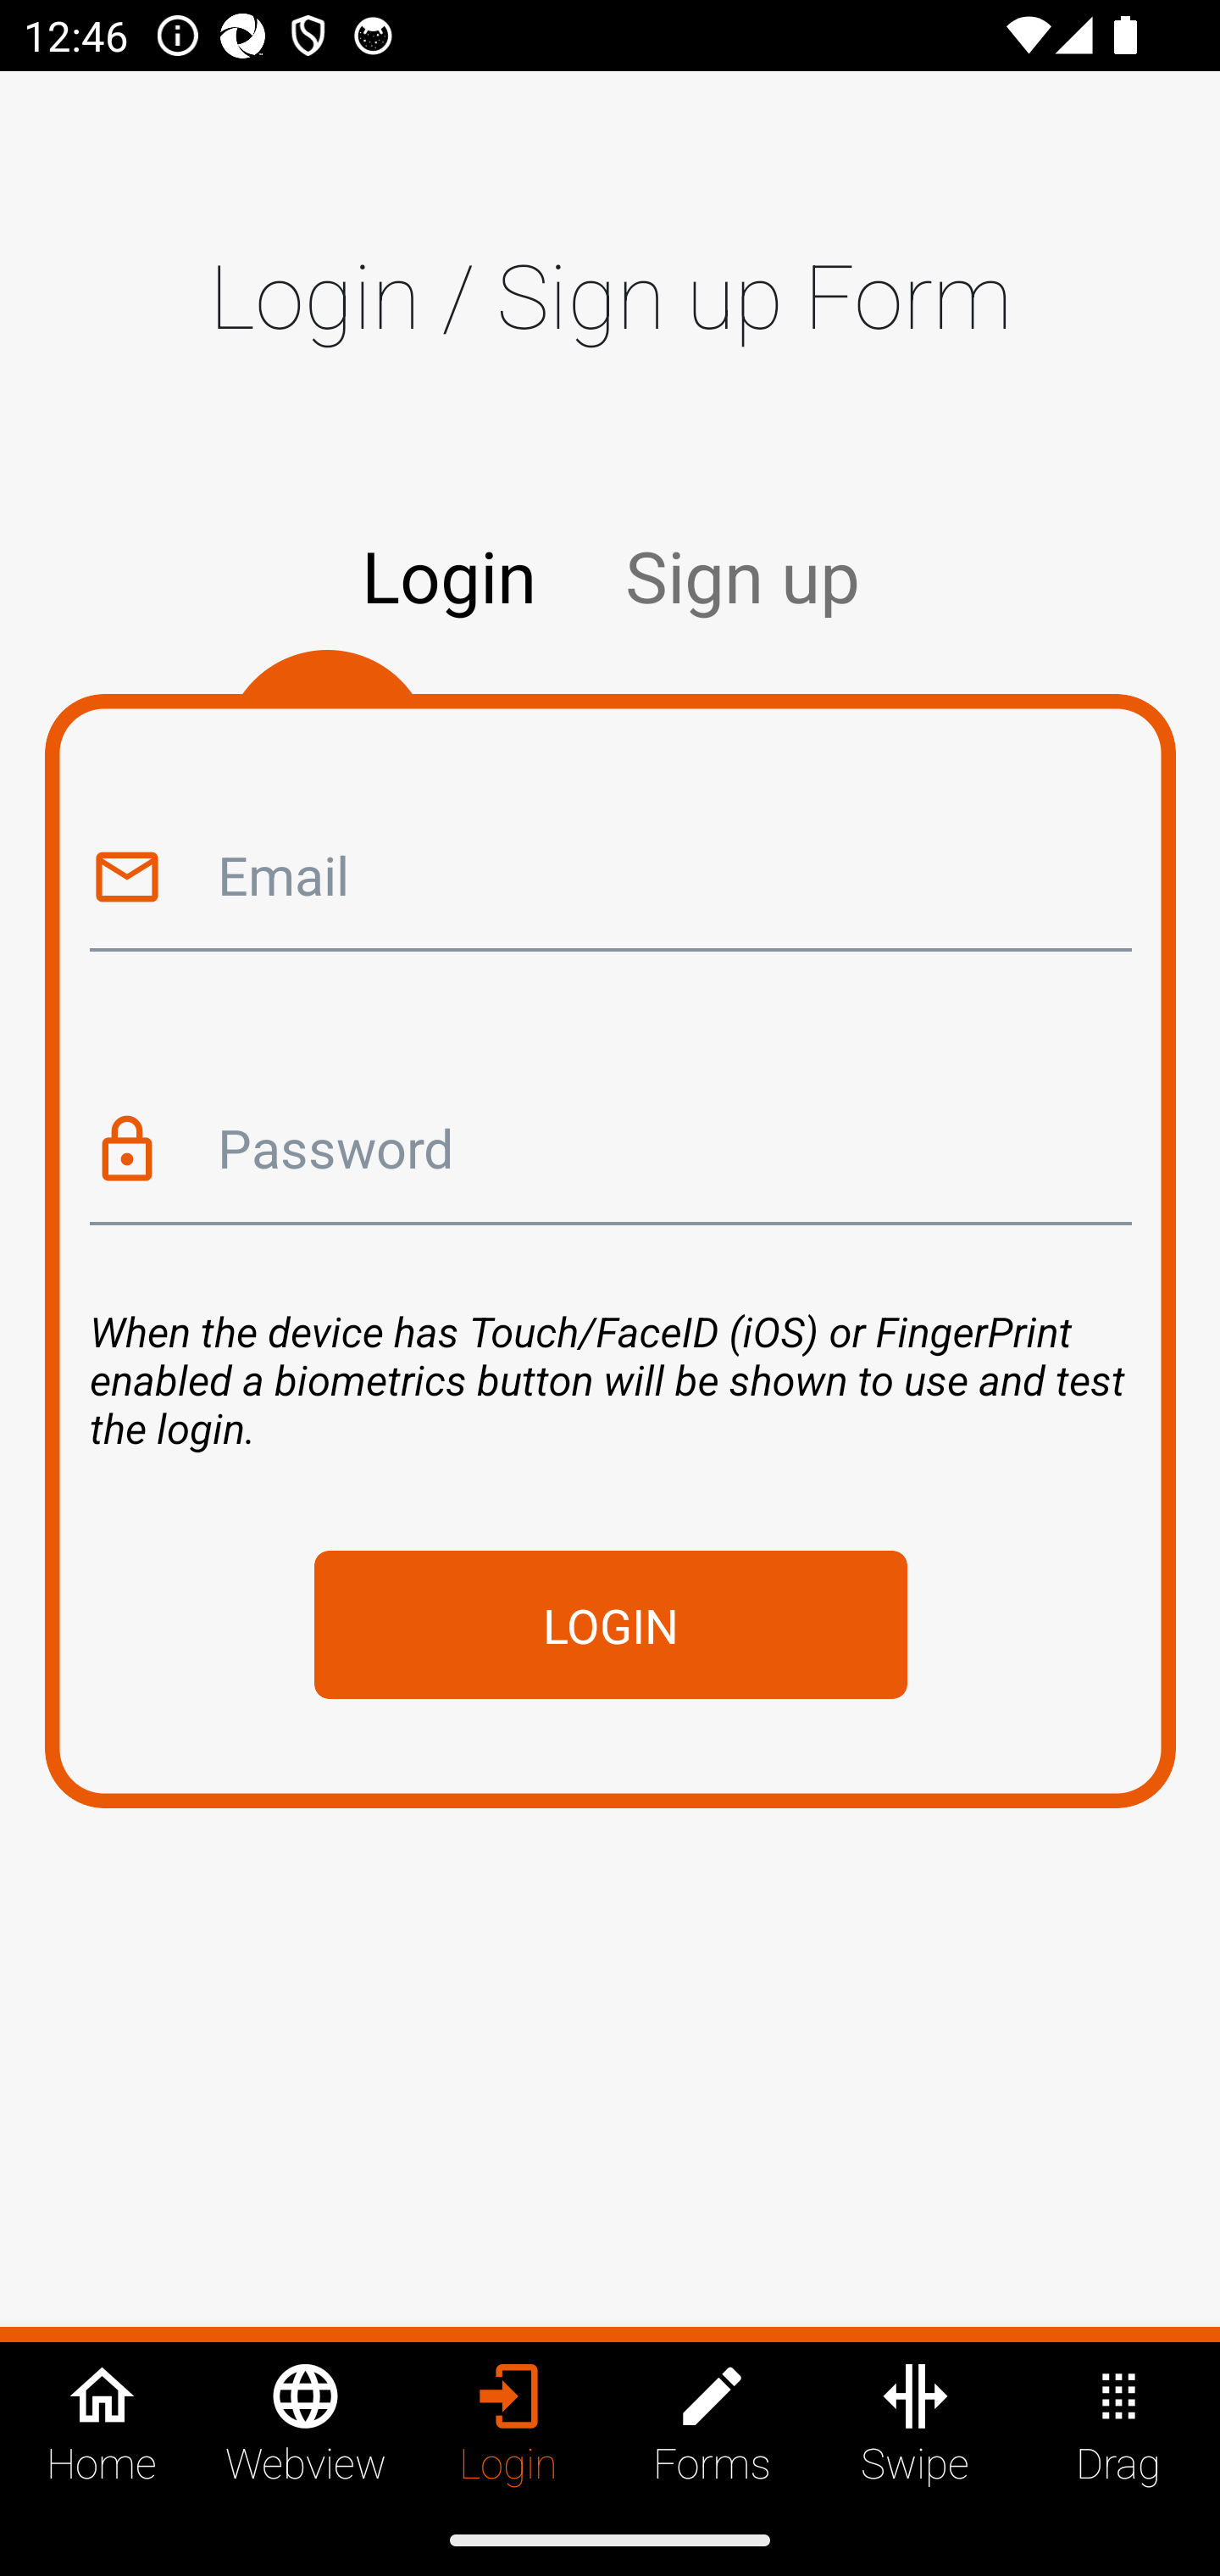 12:46
Login / Sign up Form
Login Sign up
Email
Password
When the device has Touch/FaceID (iOS) or FingerPrint
enabled a biometrics button will be shown to use and test
the login.
LOGIN
Home Webview Login Forms Swipe Drag